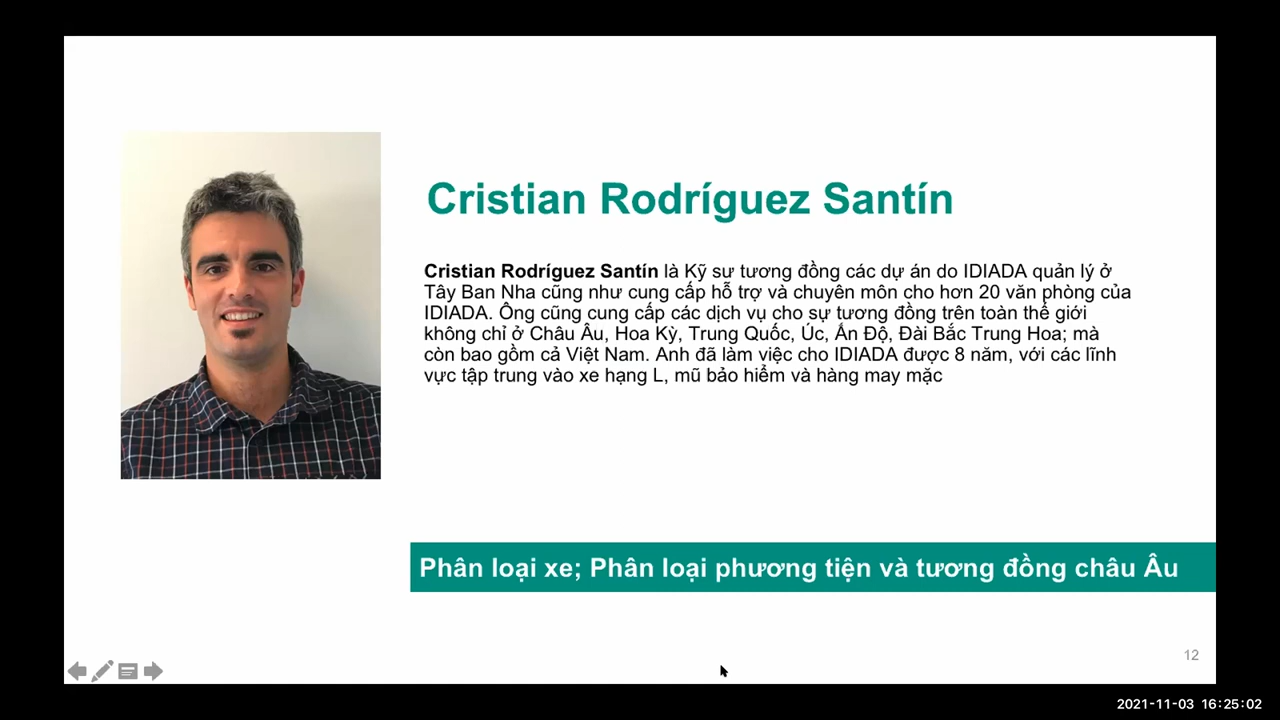 Cristian Rodríguez Santín
Cristian Rodríguez Santín là Kỹ sư tương đồng các dự án do IDIADA quản lý ở
Tây Ban Nha cũng như cung cấp hỗ trợ và chuyên môn cho hơn 20 văn phòng của
IDIADA. Ông cũng cung cấp các dịch vụ cho sự tương đồng trên toàn thế giới
không chỉ ở Châu Âu, Hoa Kỳ, Trung Quốc, Úc, Ấn Độ, Đài Bắc Trung Hoa; mà
còn bao gồm cả Việt Nam. Anh đã làm việc cho IDIADA được 8 năm, với các lĩnh
vực tập trung vào xe hạng L, mũ bảo hiểm và hàng may mặc
Phân loại xe; Phân loại phương tiện và tương đồng châu Âu
12
2021-11-03 16:25:02